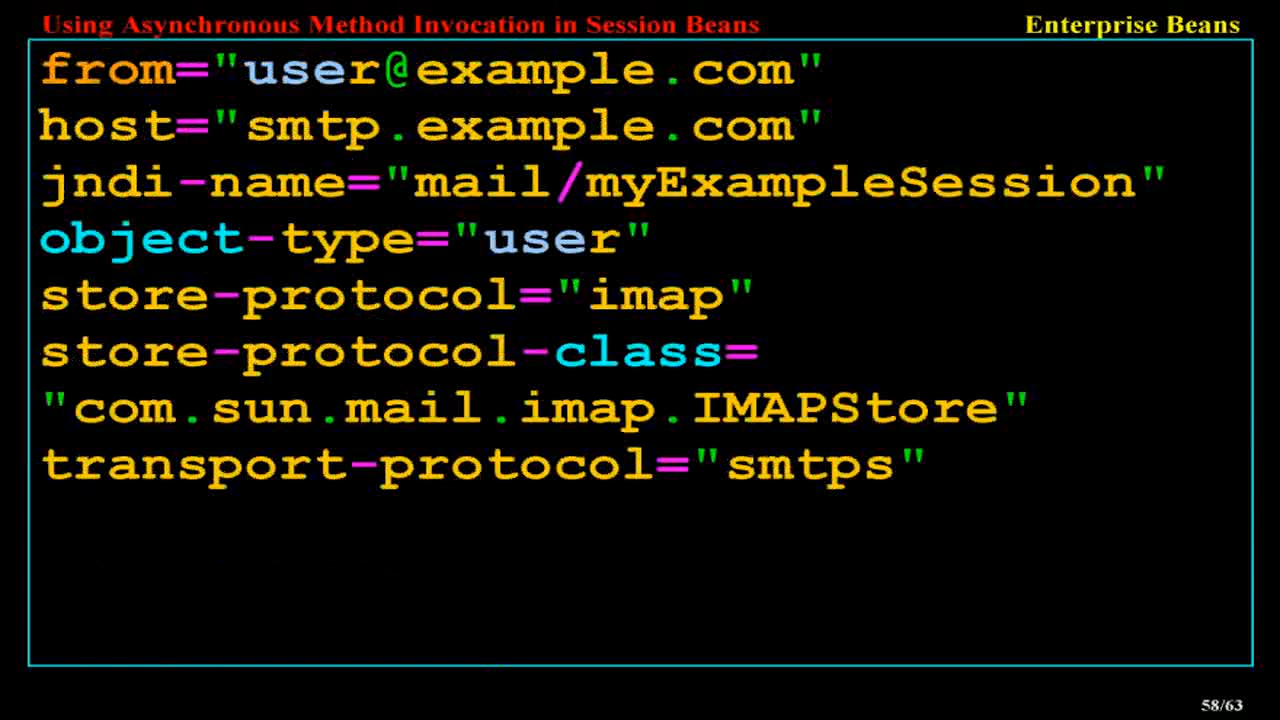 Using Asynchronous Method Invocation in Session Beans Enterprise Beans
from="user@example.com"
host="smtp.example.com"
jndi-name="mail/myExampleSession"
object-type="user"
store-protocol="imap"
store-protocol-class=
"com.sun.mail.imap.IMAPStore"
transport-protocol="smtps"
58/63